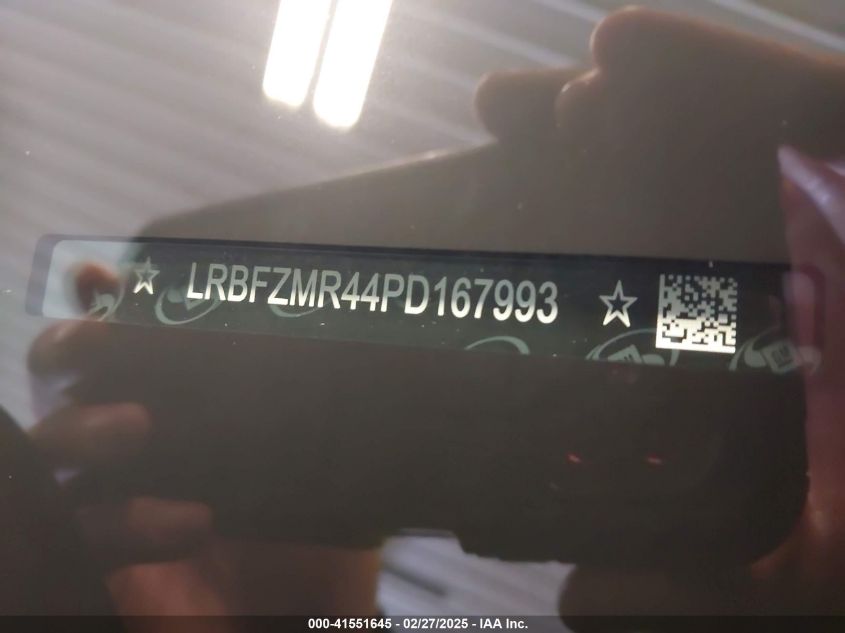 ☆ LRBFZMR44PD167993 ☆
000-41551645 - 02/27/2025 - IAA Inc.